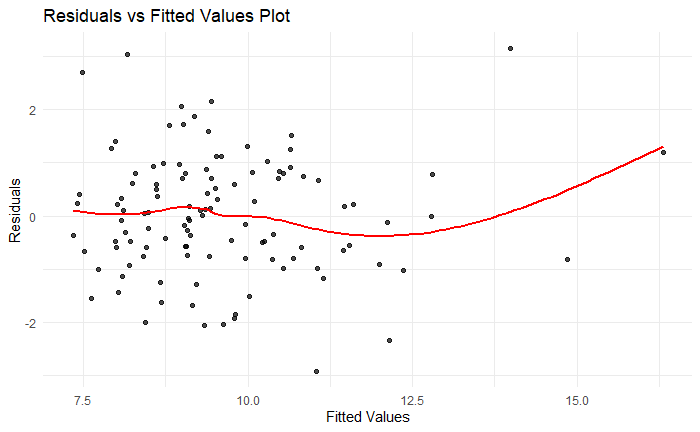 Residuals vs Fitted Values Plot
2
0
-2
Residuals
7.5 10.0 12.5 15.0
Fitted Values